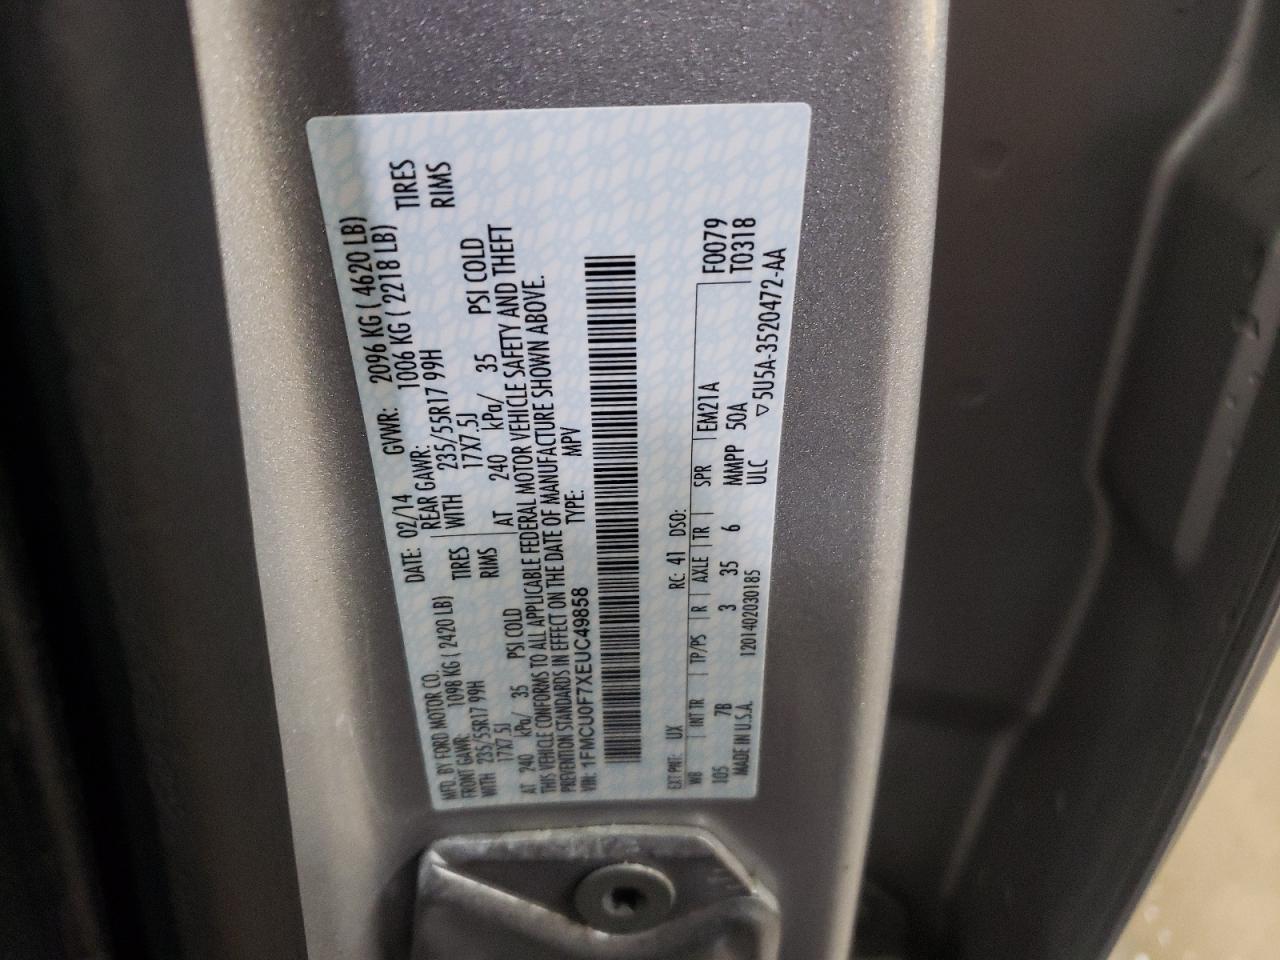 MFD. BY FORD MOTOR CO. DATE: 02/14 GVWR: 2096 KG ( 4620 LB)
FRONT GAWR: 1098 KG ( 2420 LB) REAR GAWR: 1006 KG ( 2218 LB)
WITH 235/55R17 99H TIRES WITH 235/55R17 99H TIRES
17X7.5J RIMS 17X7.5J RIMS
AT 240 kPa/ 35 PSI COLD AT 240 kPa/ 35 PSI COLD
THIS VEHICLE CONFORMS TO ALL APPLICABLE FEDERAL MOTOR VEHICLE SAFETY AND THEFT
PREVENTION STANDARDS IN EFFECT ON THE DATE OF MANUFACTURE SHOWN ABOVE.
VIN: 1FMCU0F7XEUC49858 TYPE: MPV
EXT PNT: UX RC: 41 DSO:
WB INT TR TP/PS R AXLE TR SPR EM21A F0079
105 7B 3 35 6 MMPP 50A T0318
MADE IN U.S.A. 1201402030185 ULC ▽5U5A-3520472-AA